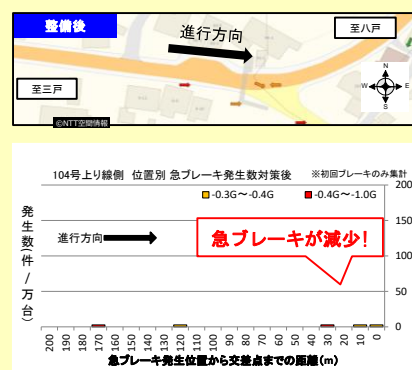 整備後
進行方向
至八戸
至三戸
N
W E
S
©NTT空間情報
104号上り線側 位置別 急ブレーキ発生数対策後 ※初回ブレーキのみ集計
-0.3G～-0.4G -0.4G～-1.0G
200
150
100
50
0
発生数(件/万台)
進行方向
急ブレーキが減少!
200 190 180 170 160 150 140 130 120 110 100 90 80 70 60 50 40 30 20 10 0
急ブレーキ発生位置から交差点までの距離(m)